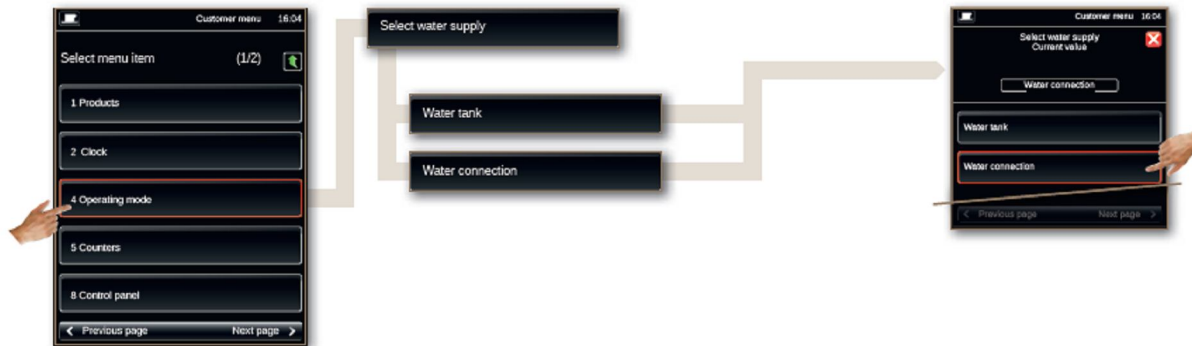 Customer menu 16:04
Select menu item (1/2)
1 Products
2 Clock
4 Operating mode
5 Counters
8 Control panel
Previous page Next page
Select water supply
Water tank
Water connection
Customer menu 16:04
Select water supply
Current value
Water connection
Water tank
Water connection
Previous page Next page